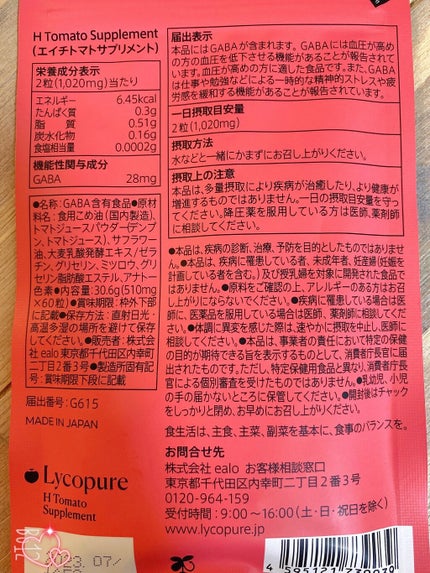 H Tomato Supplement
(エイチトマトサプリメント)
栄養成分表示
2粒(1,020mg)当たり
エネルギー 6.45kcal
たんぱく質 0.3g
脂 質 0.51g
炭水化物 0.16g
食塩相当量 0.0002g
機能性関与成分
GABA 28mg
●名称:GABA含有食品●原材
料名:食用こめ油(国内製造)、
トマトジュースパウダー(デンプ
ン、トマトジュース)、サフラワー
油、大麦乳酸発酵エキス/ゼラ
チン、グリセリン、ミツロウ、グリセ
リン脂肪酸エステル、アナトー
色素●内容量:30.6g(510mg
×60粒)●賞味期限:枠外下部
に記載●保存方法:直射日光・
高温多湿の場所を避けて保存
してください。●販売者:株式会
社 ealo 東京都千代田区内幸町
二丁目2番3号●製造所固有記
号:賞味期限下段に記載
届出番号:G615
MADE IN JAPAN
Lycopure
H Tomato
Supplement
届出表示
本品にはGABAが含まれます。GABAには血圧が高め
の方の血圧を低下させる機能があることが報告されて
います。血圧が高めの方に適した食品です。また、GABA
は仕事や勉強などによる一時的な精神的ストレスや疲
労感を緩和する機能があることが報告されています。
一日摂取目安量
2粒(1,020mg)
摂取方法
水などと一緒にかまずにお召し上がりください。
摂取上の注意
本品は、多量摂取により疾病が治癒したり、より健康が
増進するものではありません。一日の摂取目安量を守っ
てください。降圧薬を服用している方は医師、薬剤師
に相談してください。
●本品は、疾病の診断、治療、予防を目的としたものではありませ
ん。●本品は、疾病に罹患している者、未成年者、妊産婦(妊娠を
計画している者を含む。)及び授乳婦を対象に開発された食品で
はありません。●原料をご確認の上、アレルギーのある方はお召
し上がりにならないでください。●疾病に罹患している場合は医
師に、医薬品を服用している場合は医師、薬剤師に相談してくだ
さい。●体調に異変を感じた際は、速やかに摂取を中止し、医師に
相談してください。●本品は、事業者の責任において特定の保健
の目的が期待できる旨を表示するものとして、消費者庁長官に届
出されたものです。ただし、特定保健用食品と異なり、消費者庁長
官による個別審査を受けたものではありません。●乳幼児、小児
の手の届かないところに保管してください。●開封後はチャック
をしっかりと閉め、お早めにお召し上がりください。
食生活は、主食、主菜、副菜を基本に、食事のバランスを。
お問合せ先
株式会社 ealo お客様相談窓口
東京都千代田区内幸町二丁目2番3号
0120-964-159
受付時間:9:00~16:00(土・日・祝日を除く)
www.lycopure.jp
B612